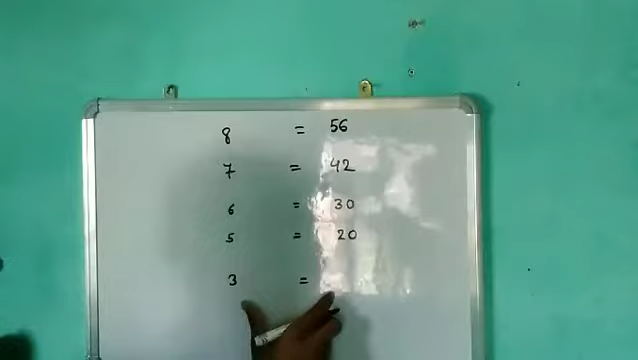 8 = 56
7 = 42
6 = 30
5 = 20
3 =